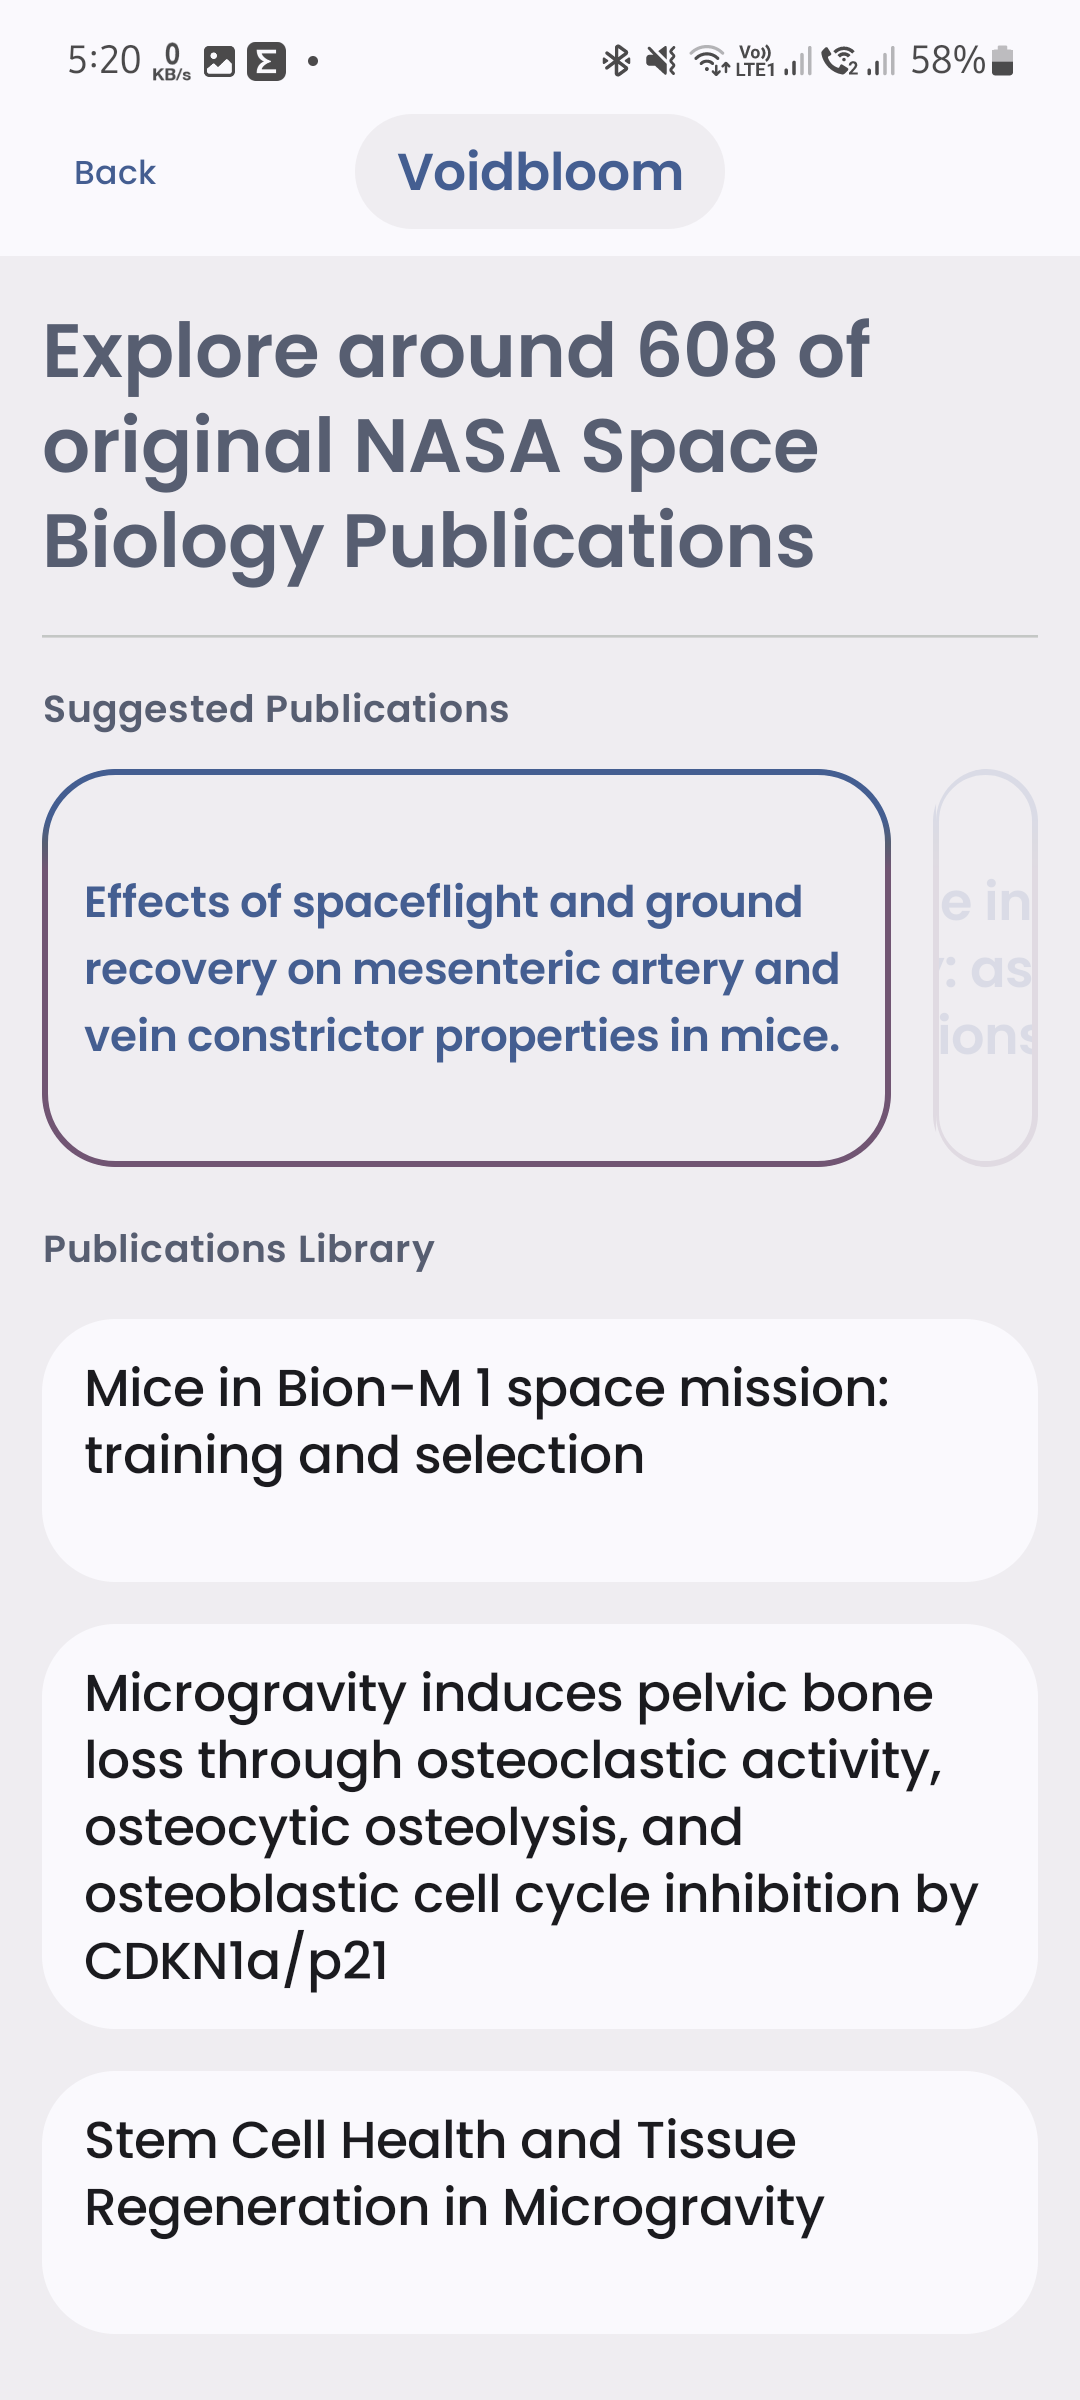 5:20 0 KB/s Vo)) LTE1 2 58%
Back
Voidbloom
Explore around 608 of
original NASA Space
Biology Publications
Suggested Publications
Effects of spaceflight and ground
recovery on mesenteric artery and
vein constrictor properties in mice.
e in
: as
ions
Publications Library
Mice in Bion-M 1 space mission:
training and selection
Microgravity induces pelvic bone
loss through osteoclastic activity,
osteocytic osteolysis, and
osteoblastic cell cycle inhibition by
CDKN1a/p21
Stem Cell Health and Tissue
Regeneration in Microgravity